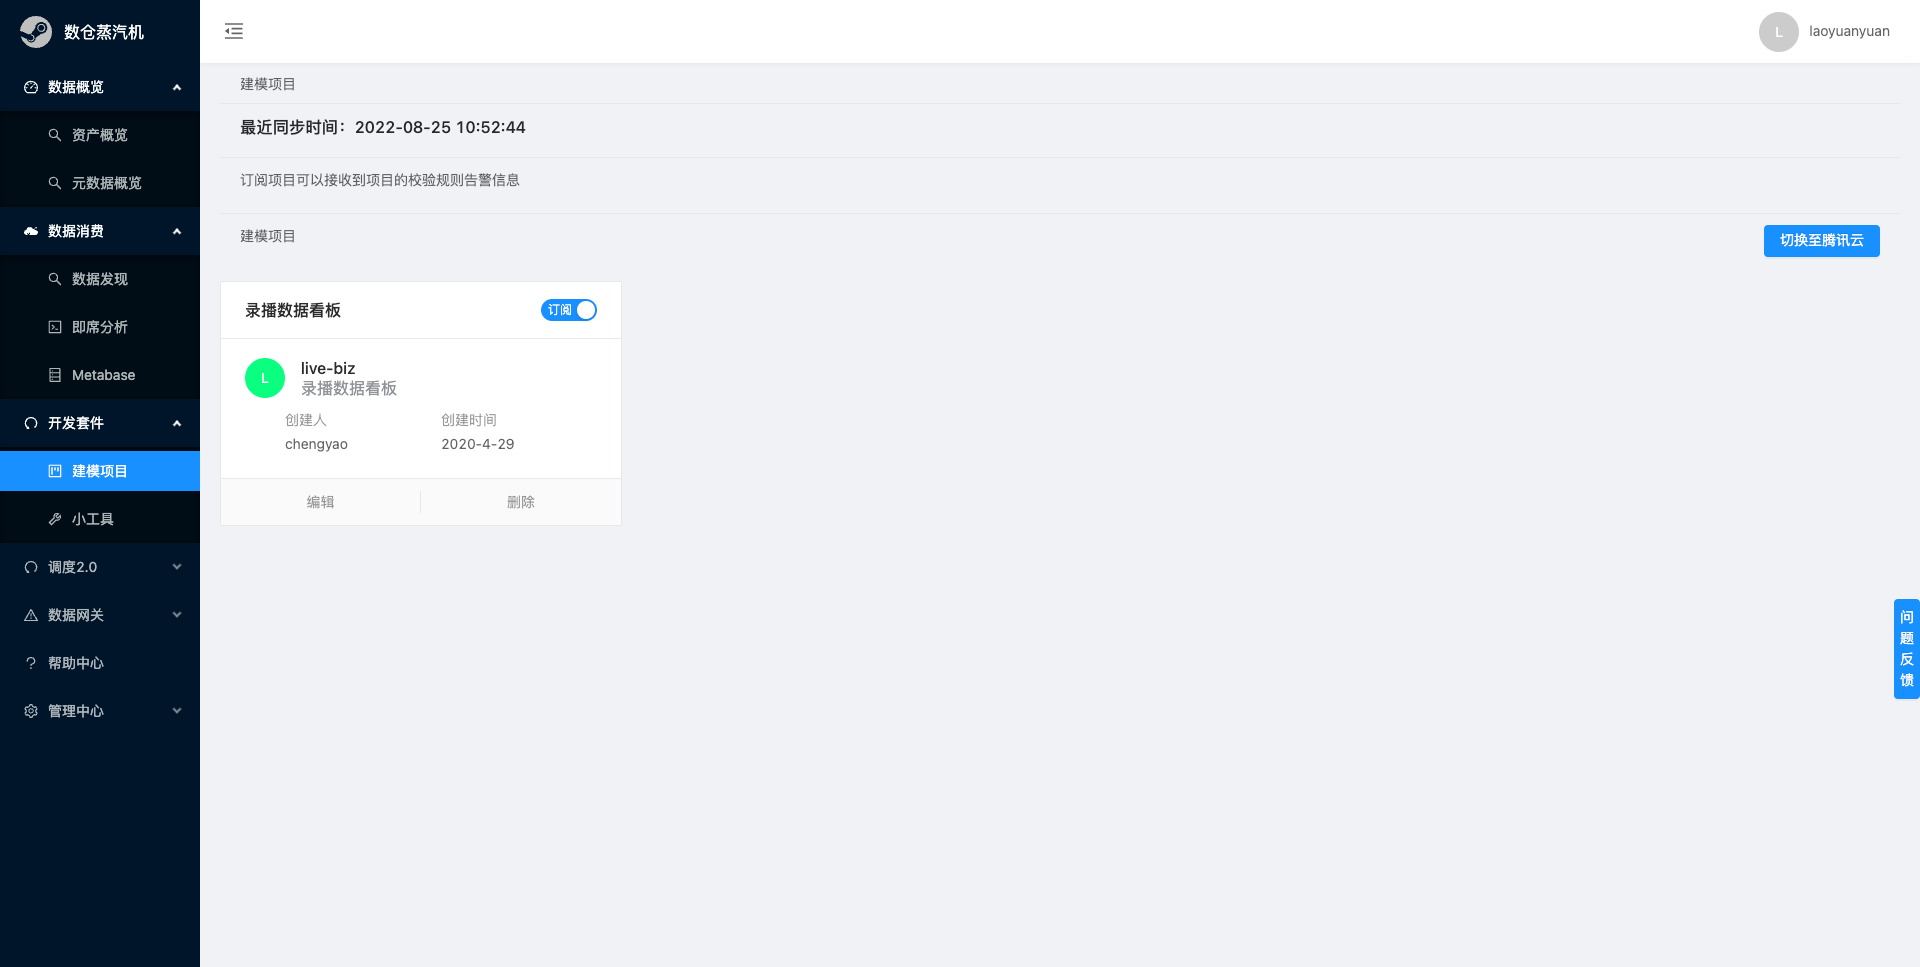 数仓蒸汽机
数据概览
资产概览
元数据概览
数据消费
数据发现
即席分析
Metabase
开发套件
建模项目
小工具
调度2.0
数据网关
帮助中心
管理中心
L laoyuanyuan
建模项目
最近同步时间：2022-08-25 10:52:44
订阅项目可以接收到项目的校验规则告警信息
建模项目
切换至腾讯云
录播数据看板 订阅
L
live-biz
录播数据看板
创建人 创建时间
chengyao 2020-4-29
编辑 删除
问题反馈